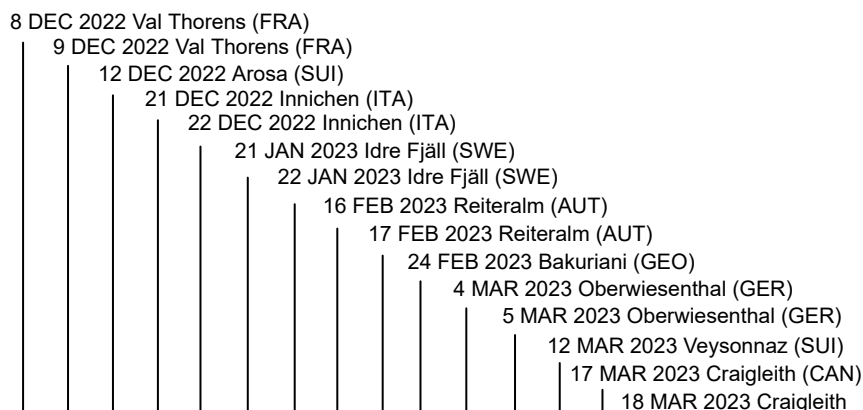 8 DEC 2022 Val Thorens (FRA)
9 DEC 2022 Val Thorens (FRA)
12 DEC 2022 Arosa (SUI)
21 DEC 2022 Innichen (ITA)
22 DEC 2022 Innichen (ITA)
21 JAN 2023 Idre Fjäll (SWE)
22 JAN 2023 Idre Fjäll (SWE)
16 FEB 2023 Reiteralm (AUT)
17 FEB 2023 Reiteralm (AUT)
24 FEB 2023 Bakuriani (GEO)
4 MAR 2023 Oberwiesenthal (GER)
5 MAR 2023 Oberwiesenthal (GER)
12 MAR 2023 Veysonnaz (SUI)
17 MAR 2023 Craigleith (CAN)
18 MAR 2023 Craigleith